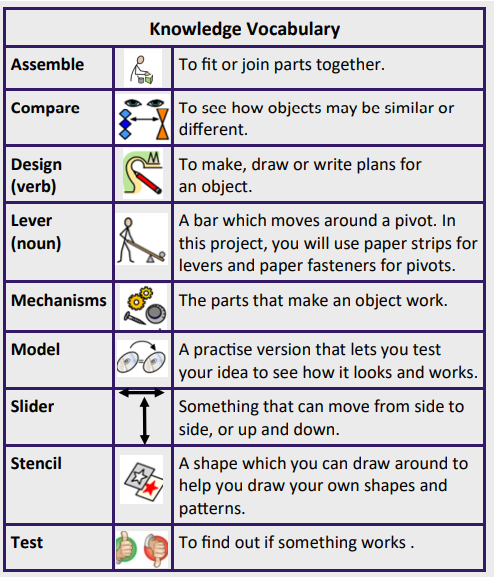 Knowledge Vocabulary
Assemble
To fit or join parts together.
Compare
To see how objects may be similar or
different.
Design
(verb)
To make, draw or write plans for
an object.
Lever
(noun)
A bar which moves around a pivot. In
this project, you will use paper strips for
levers and paper fasteners for pivots.
Mechanisms
The parts that make an object work.
Model
A practise version that lets you test
your idea to see how it looks and works.
Slider
Something that can move from side to
side, or up and down.
Stencil
A shape which you can draw around to
help you draw your own shapes and
patterns.
Test
To find out if something works .